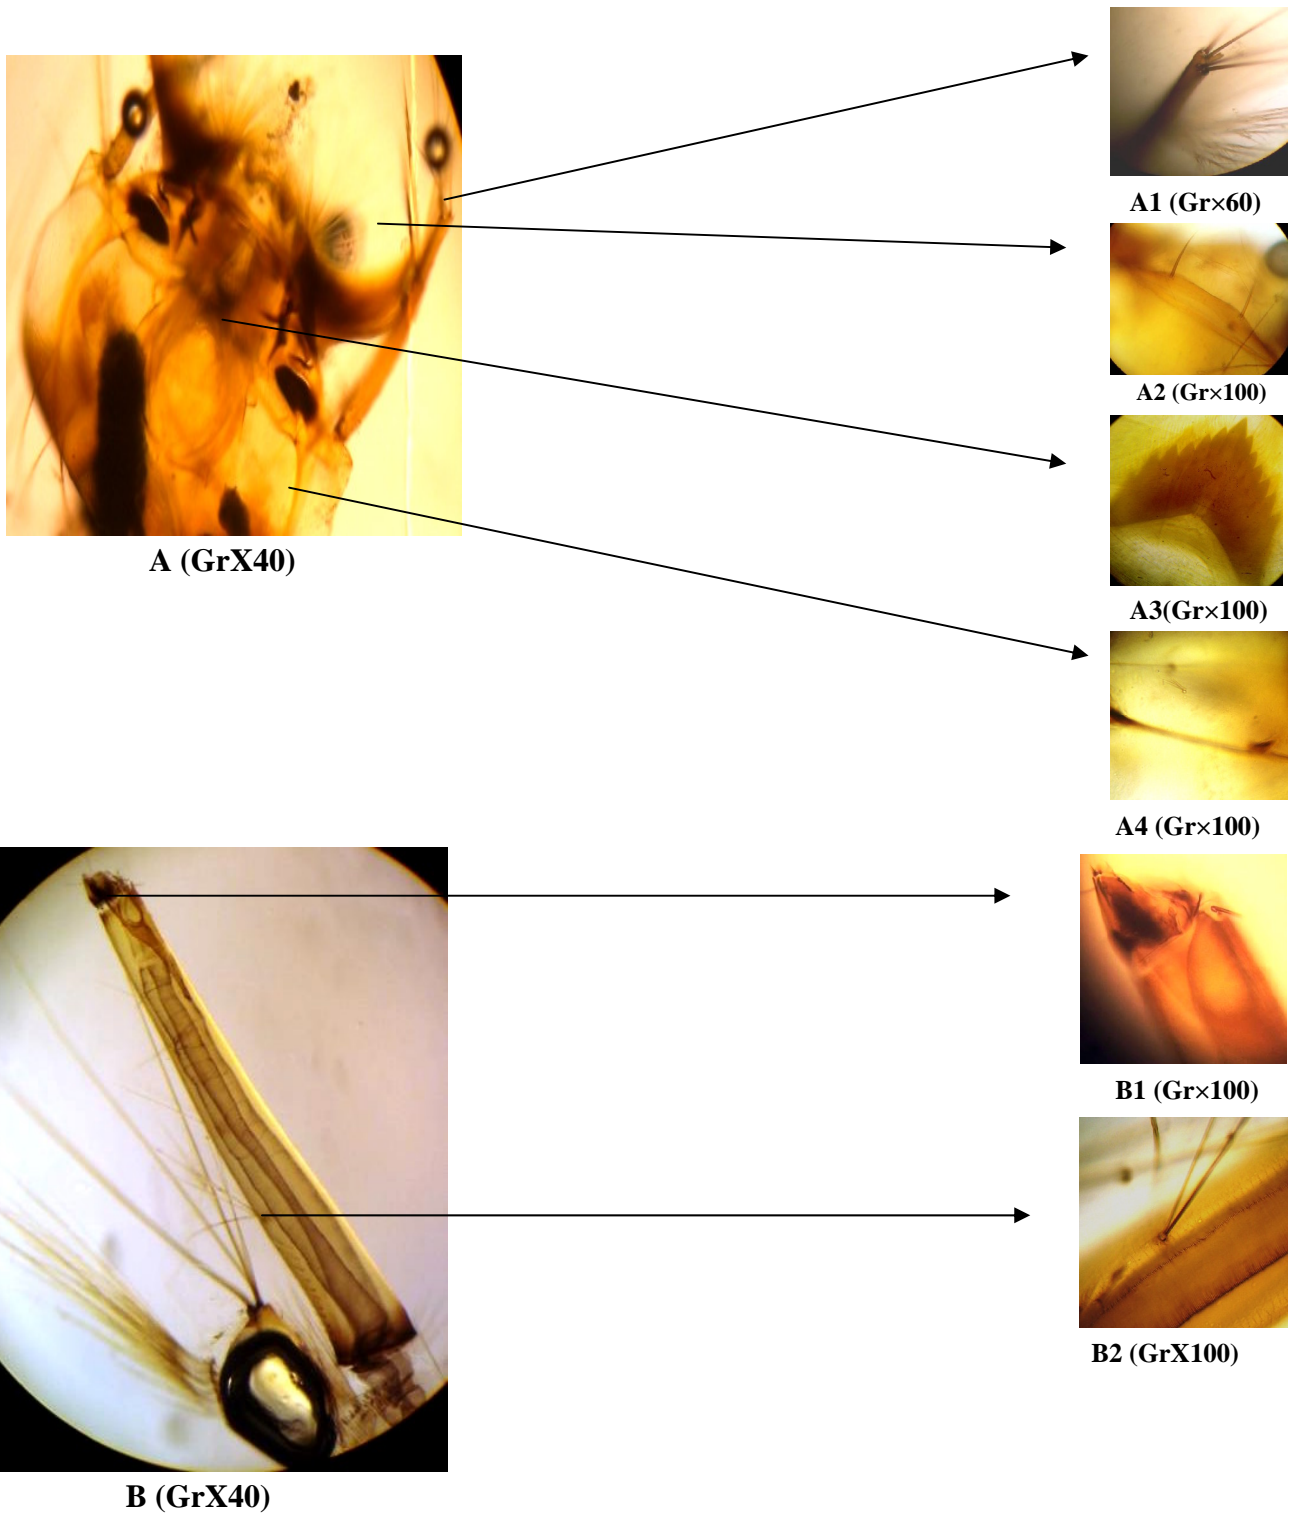 A1 (Gr×60)
A2 (Gr×100)
A (GrX40)
A3(Gr×100)
A4 (Gr×100)
B1 (Gr×100)
B2 (GrX100)
B (GrX40)